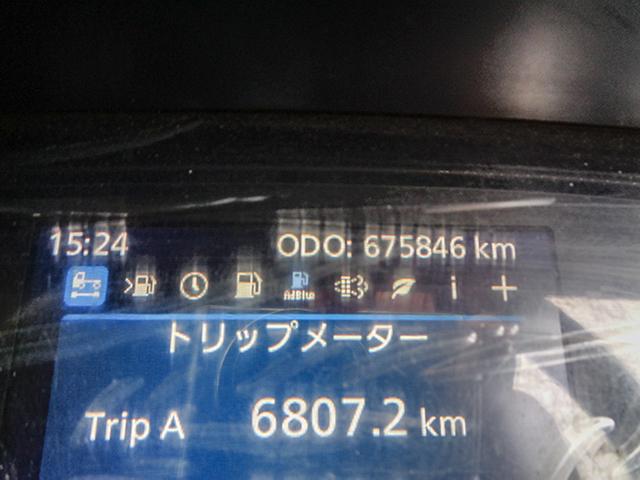 15:24 ODO: 675846 km
AdBlue i
トリップメーター
Trip A 6807.2 km